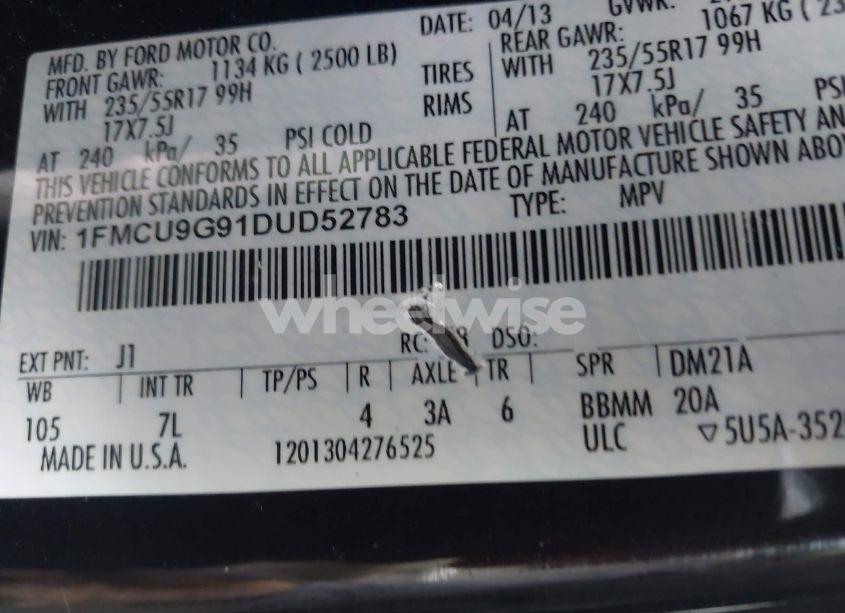 MFD. BY FORD MOTOR CO.
DATE: 04/13
GVWR:
FRONT GAWR: 1134 KG ( 2500 LB)
REAR GAWR: 1067 KG (
WITH 235/55R17 99H TIRES
WITH 235/55R17 99H
17X7.5J RIMS
17X7.5J
AT 240 kPa/ 35 PSI COLD
AT 240 kPa/ 35 PSI
THIS VEHICLE CONFORMS TO ALL APPLICABLE FEDERAL MOTOR VEHICLE SAFETY AN
PREVENTION STANDARDS IN EFFECT ON THE DATE OF MANUFACTURE SHOWN ABOV
VIN: 1FMCU9G91DUD52783 TYPE: MPV
wheelwise
EXT PNT: J1 RC: DSO:
WB INT TR TP/PS R AXLE TR SPR DM21A
105 7L 4 3A 6 BBMM 20A
MADE IN U.S.A. 1201304276525 ULC ▽5U5A-352